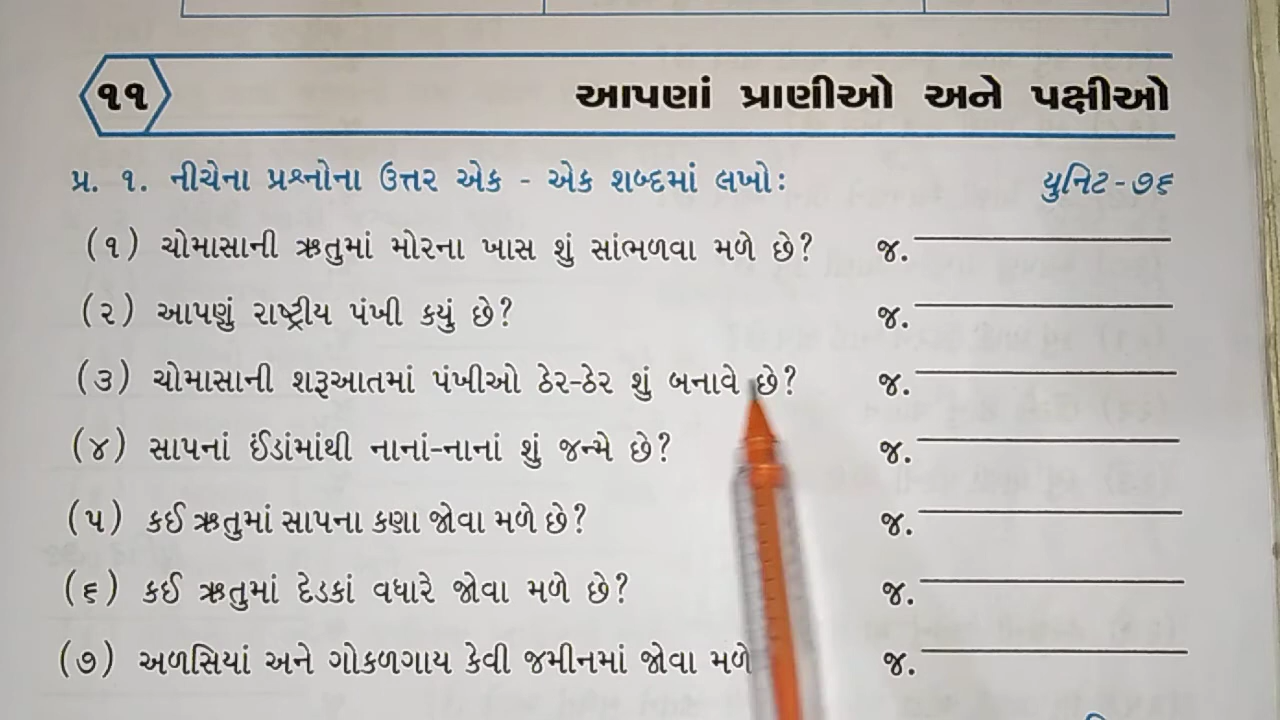 ૧૧ આપણાં પ્રાણીઓ અને પક્ષીઓ
પ્ર. ૧. નીચેના પ્રશ્નોના ઉત્તર એક - એક શબ્દમાં લખો: યુનિટ-૭૬
(૧) ચોમાસાની ઋતુમાં મોરના ખાસ શું સાંભળવા મળે છે? જ.
(૨) આપણું રાષ્ટ્રીય પંખી કયું છે? જ.
(૩) ચોમાસાની શરૂઆતમાં પંખીઓ ઠેર-ઠેર શું બનાવે છે? જ.
(૪) સાપનાં ઈંડાંમાંથી નાનાં-નાનાં શું જન્મે છે? જ.
(૫) કઈ ઋતુમાં સાપના કણા જોવા મળે છે? જ.
(૬) કઈ ઋતુમાં દેડકાં વધારે જોવા મળે છે? જ.
(૭) અળસિયાં અને ગોકળગાય કેવી જમીનમાં જોવા મળે જ.